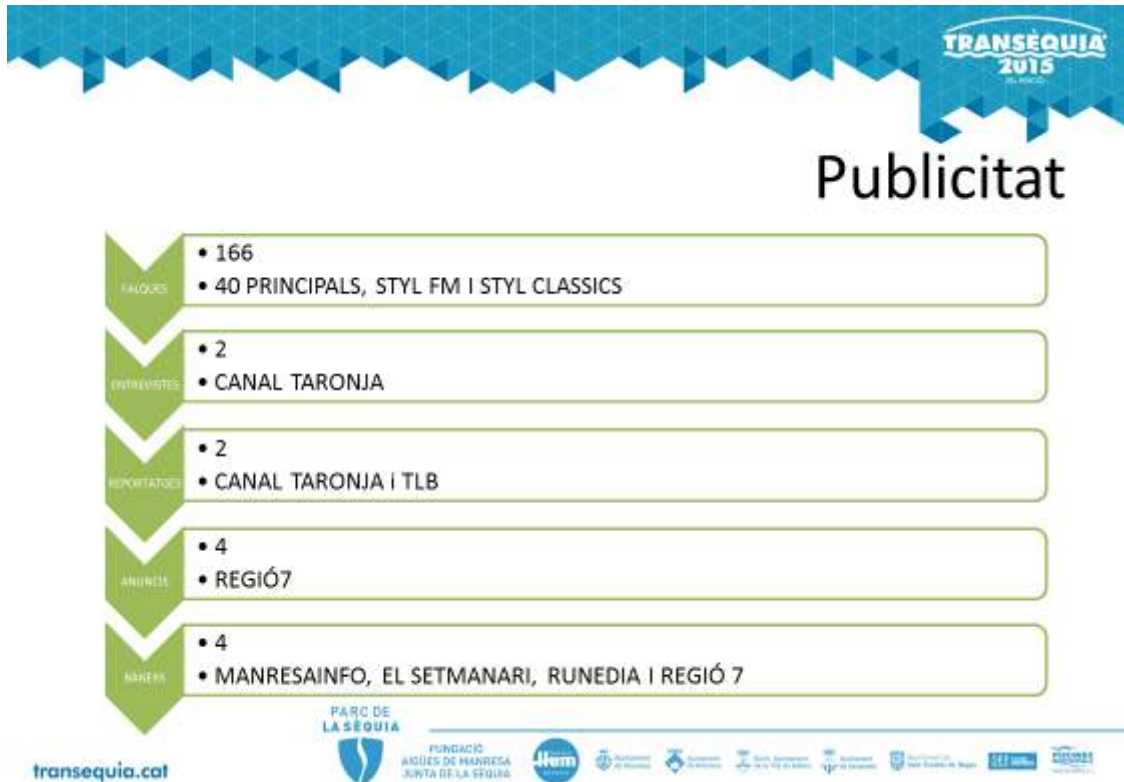 TRANSÈQUIA
2015
Publicitat
FALQUES
• 166
• 40 PRINCIPALS, STYL FM I STYL CLASSICS
ENTREVISTES
• 2
• CANAL TARONJA
REPORTATGES
• 2
• CANAL TARONJA i TLB
ANUNCIS
• 4
• REGIÓ7
BÀNERS
• 4
• MANRESAINFO, EL SETMANARI, RUNEDIA I REGIÓ 7
PARC DE
LA SÈQUIA
FUNDACIÓ
AIGÜES DE MANRESA
JUNTA DE LA SÈQUIA
transequia.cat